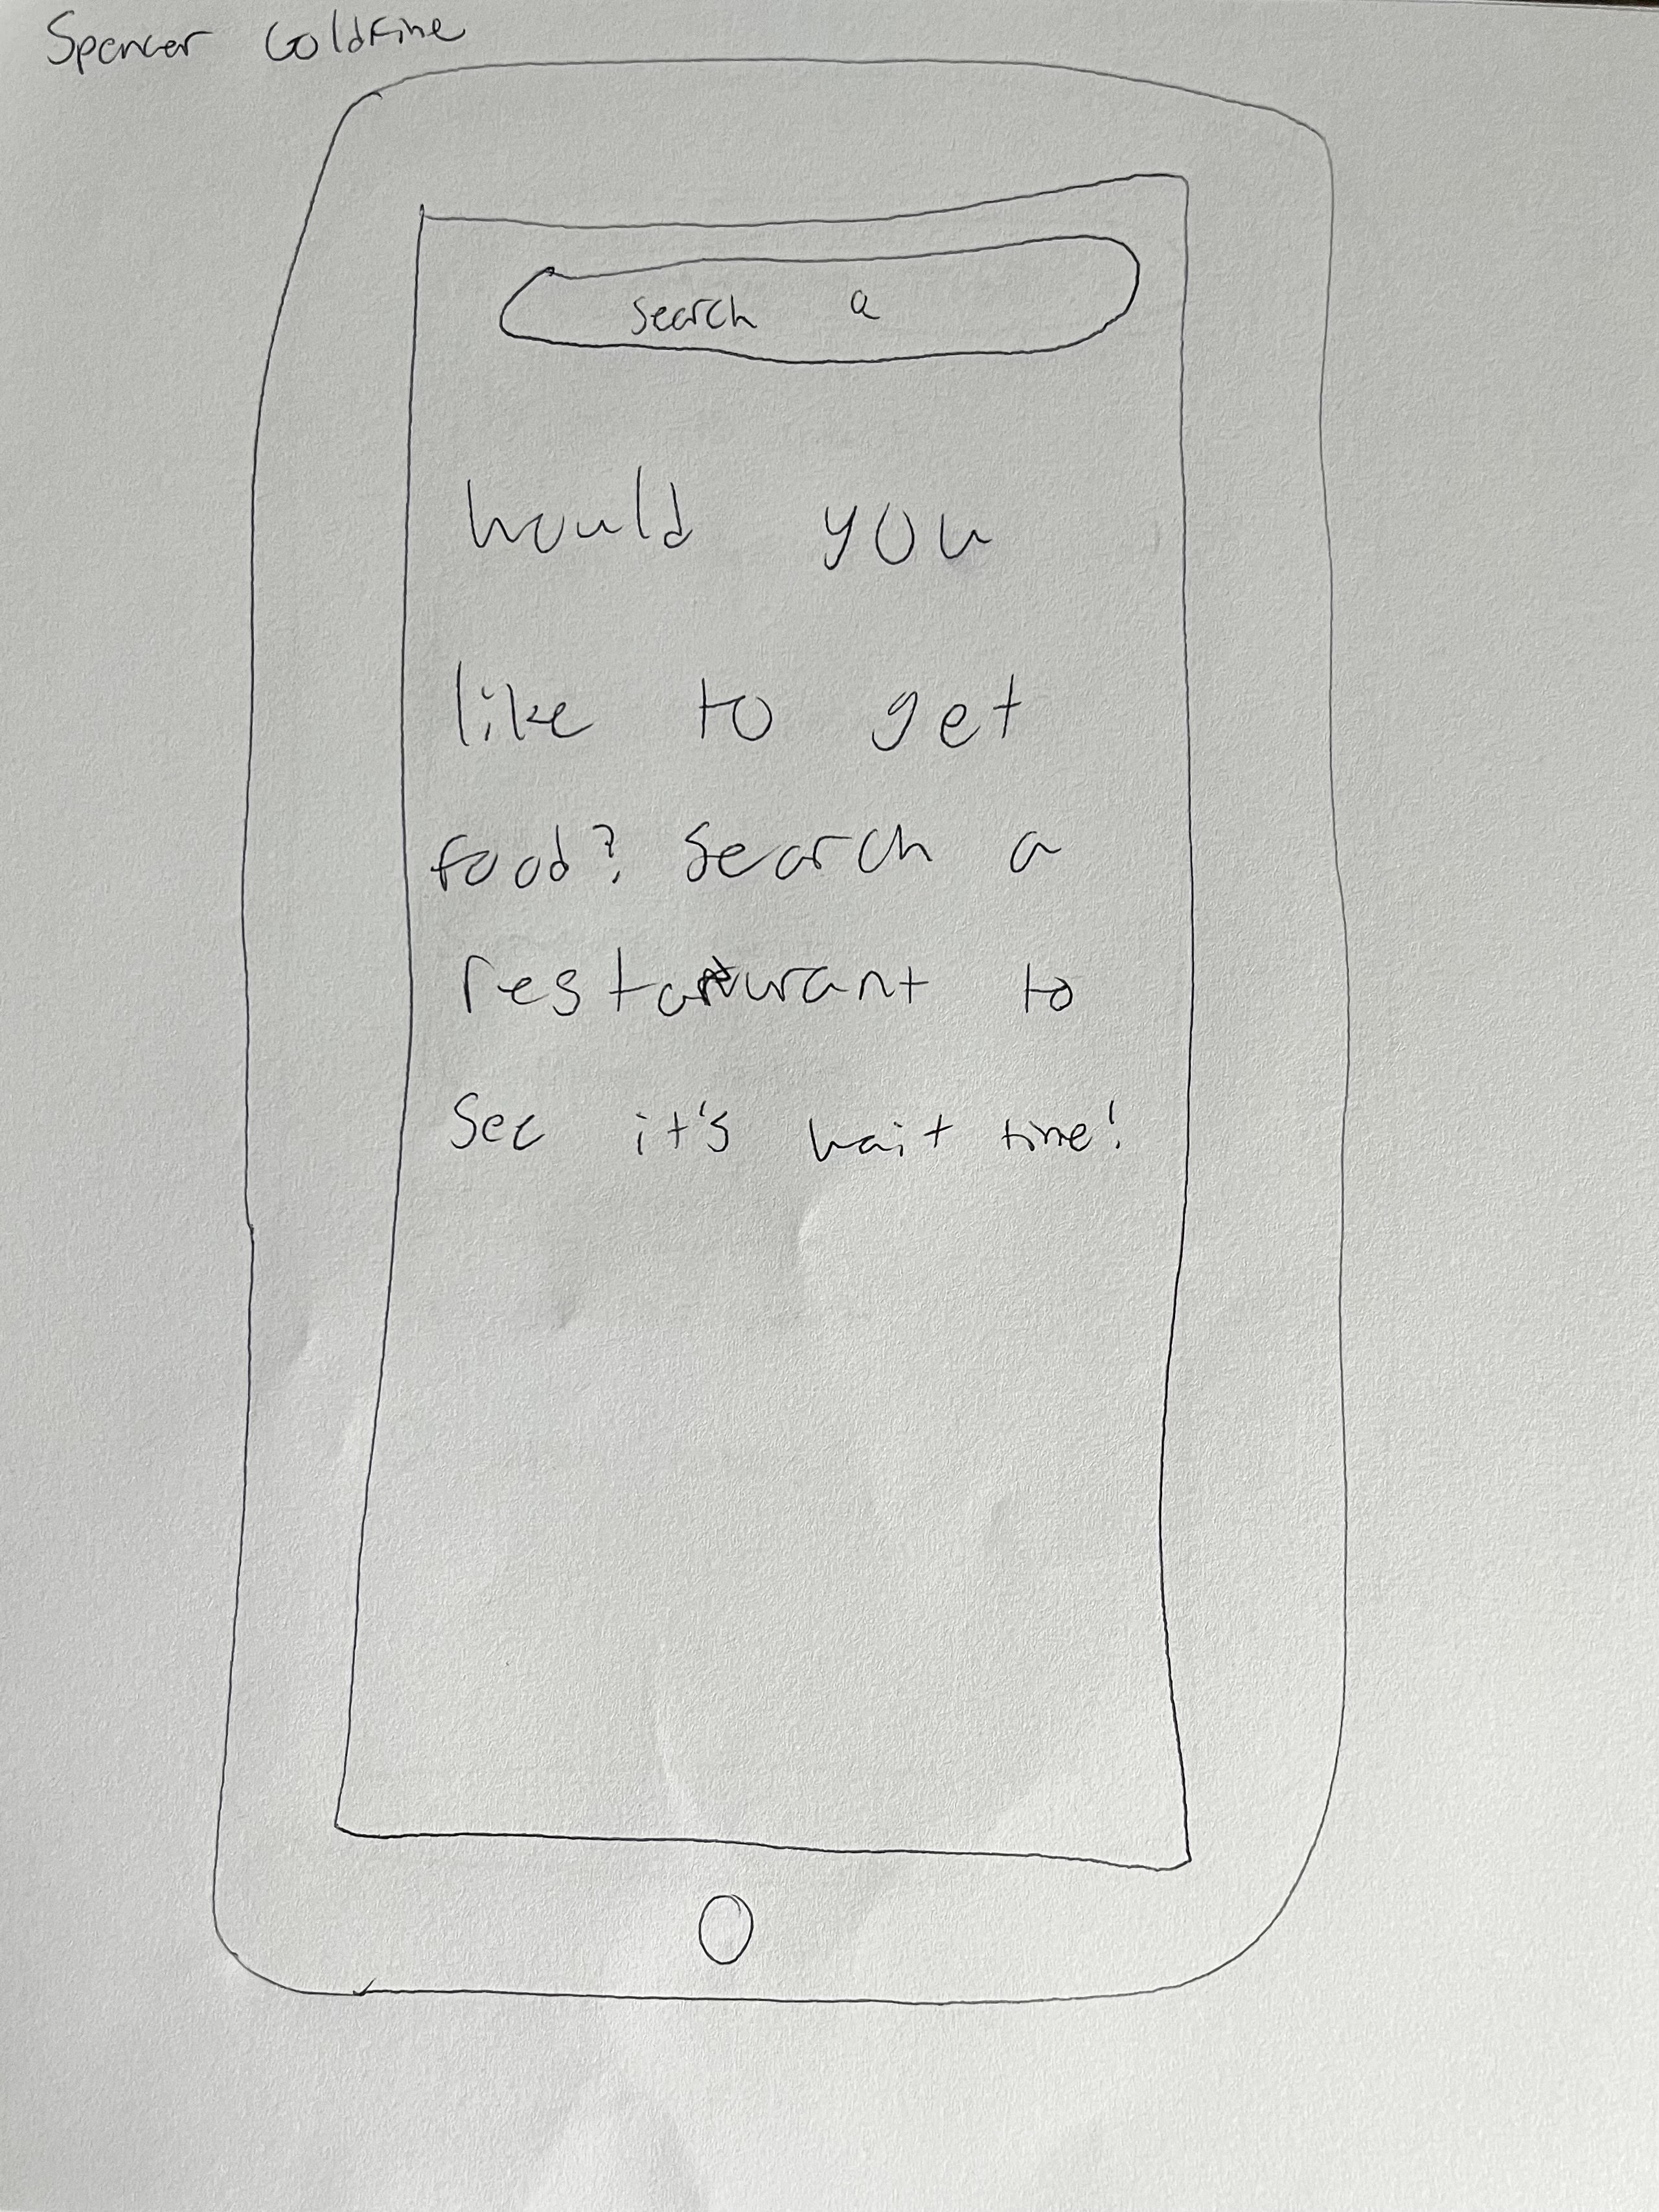 Spencer Goldfine
Search a
Would you
like to get
food? Search a
restaurant to
See it's wait time!